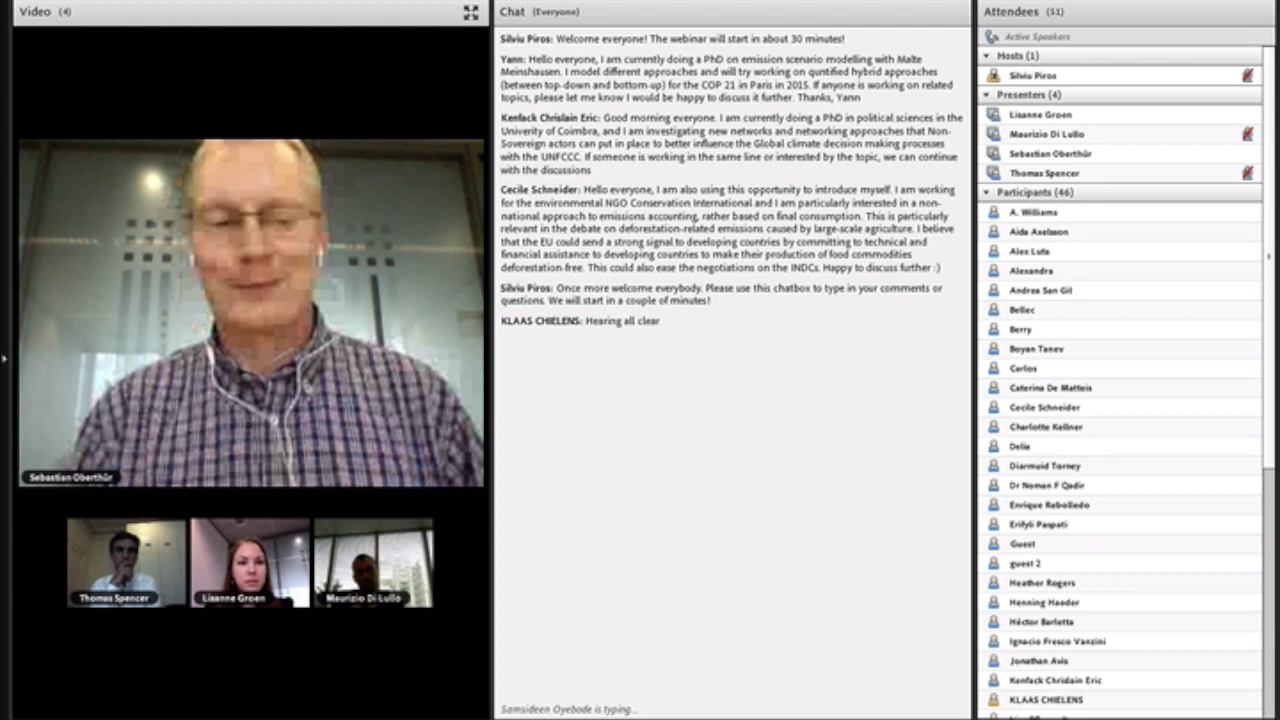 Video (4)
Sebastian Oberthür
Thomas Spencer
Lisanne Groen
Maurizio Di Lullo
Chat (Everyone)
Silviu Piros: Welcome everyone! The webinar will start in about 30 minutes!
Yann: Hello everyone, I am currently doing a PhD on emission scenario modelling with Malte
Meinshausen. I model different approaches and will try working on quntified hybrid approaches
(between top-down and bottom-up) for the COP 21 in Paris in 2015. If anyone is working on related
topics, please let me know I would be happy to discuss it further. Thanks, Yann
Kenfack Chrislain Eric: Good morning everyone. I am currently doing a PhD in political sciences in the
Univerity of Coimbra, and I am investigating new networks and networking approaches that Non-
Sovereign actors can put in place to better influence the Global climate decision making processes
with the UNFCCC. If someone is working in the same line or interested by the topic, we can continue
with the discussions
Cecile Schneider: Hello everyone, I am also using this opportunity to introduce myself. I am working
for the environmental NGO Conservation International and I am particularly interested in a non-
national approach to emissions accounting, rather based on final consumption. This is particularly
relevant in the debate on deforestation-related emissions caused by large-scale agriculture. I believe
that the EU could send a strong signal to developing countries by committing to technical and
financial assistance to developing countries to make their production of food commodities
deforestation-free. This could also ease the negotiations on the INDCs. Happy to discuss further :)
Silviu Piros: Once more welcome everybody. Please use this chatbox to type in your comments or
questions. We will start in a couple of minutes!
KLAAS CHIELENS: Hearing all clear
Samsideen Oyebode is typing...
Attendees (51)
Active Speakers
Hosts (1)
Silviu Piros
Presenters (4)
Lisanne Groen
Maurizio Di Lullo
Sebastian Oberthür
Thomas Spencer
Participants (46)
A. Williams
Aida Axelsson
Alex Luta
Alexandra
Andrea San Gil
Bellec
Berry
Boyan Tanev
Carlos
Caterina De Matteis
Cecile Schneider
Charlotte Kellner
Delia
Diarmuid Torney
Dr Noman F Qadir
Enrique Rebolledo
Erifyli Paspati
Guest
guest 2
Heather Rogers
Henning Haeder
Héctor Barletta
Ignacio Fresco Vanzini
Jonathan Avis
Kenfack Chrislain Eric
KLAAS CHIELENS